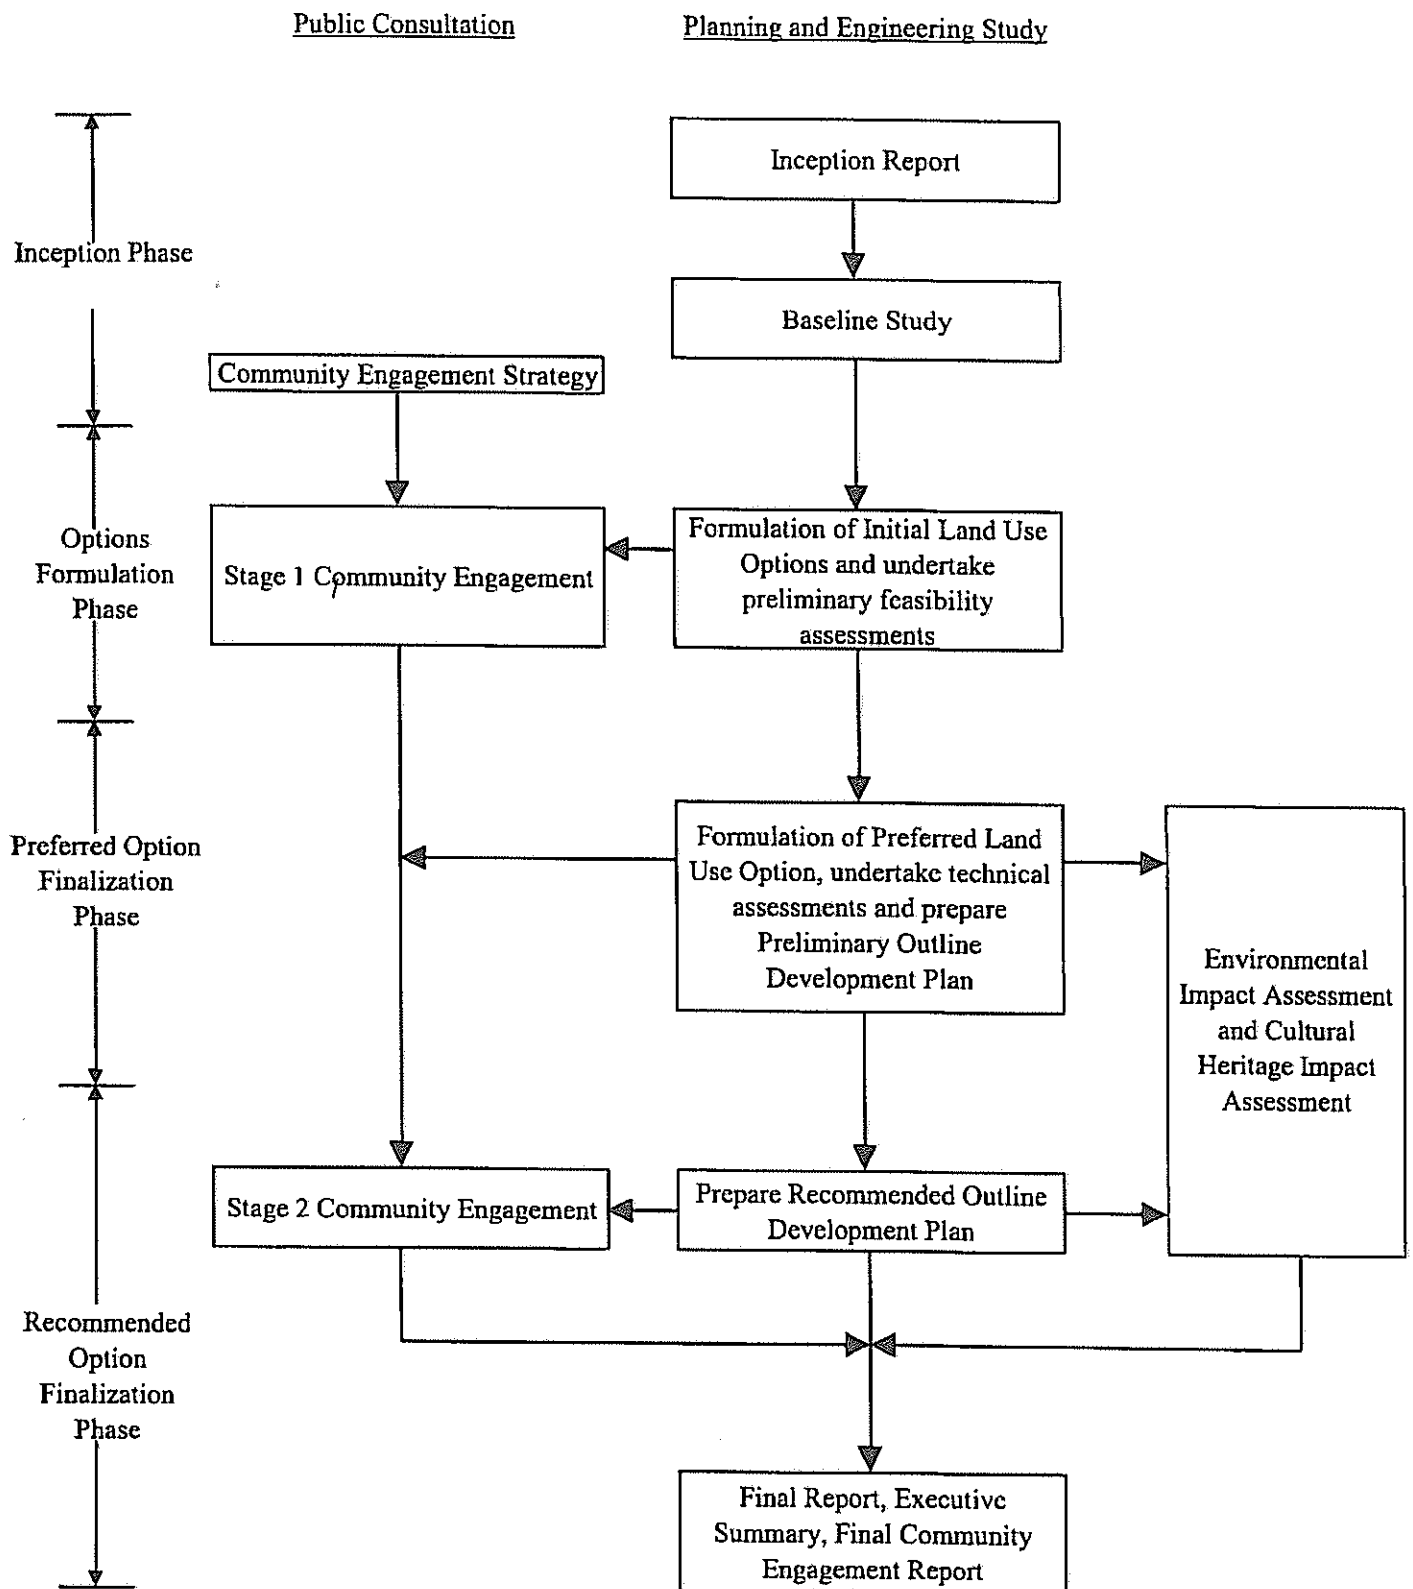 Public Consultation
Planning and Engineering Study
Inception Report
Inception Phase
Baseline Study
Community Engagement Strategy
Options
Formulation
Phase
Stage 1 Community Engagement
Formulation of Initial Land Use
Options and undertake
preliminary feasibility
assessments
Preferred Option
Finalization
Phase
Formulation of Preferred Land
Use Option, undertake technical
assessments and prepare
Preliminary Outline
Development Plan
Environmental
Impact Assessment
and Cultural
Heritage Impact
Assessment
Stage 2 Community Engagement
Prepare Recommended Outline
Development Plan
Recommended
Option
Finalization
Phase
Final Report, Executive
Summary, Final Community
Engagement Report